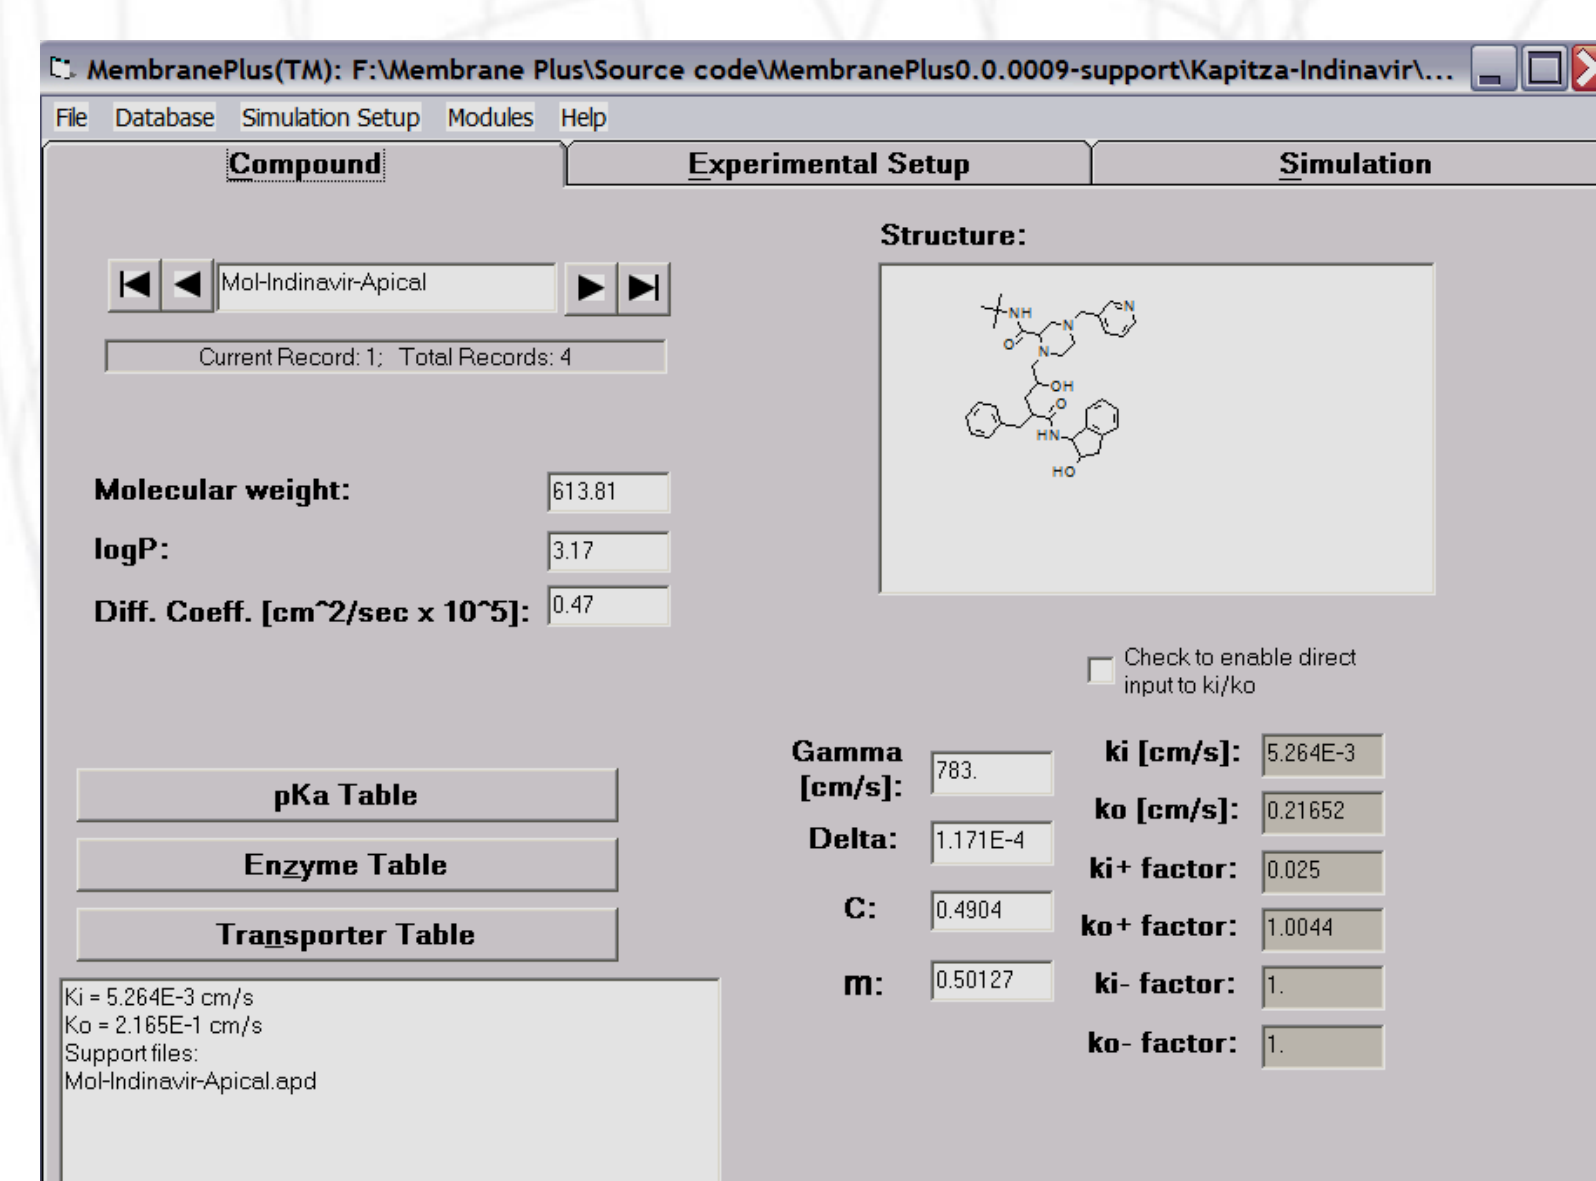 MembranePlus(TM): F:\Membrane Plus\Source code\MembranePlus0.0.0009-support\Kapitza-Indinavir\...
File Database Simulation Setup Modules Help
Compound Experimental Setup Simulation
Structure:
Mol-Indinavir-Apical
Current Record: 1; Total Records: 4
NH
N
N
O
N
OH
O
HN
HO
Molecular weight: 613.81
logP: 3.17
Diff. Coeff. [cm^2/sec x 10^5]: 0.47
Check to enable direct
input to ki/ko
pKa Table
Enzyme Table
Transporter Table
Gamma
[cm/s]: 783.
Delta: 1.171E-4
C: 0.4904
m: 0.50127
ki [cm/s]: 5.264E-3
ko [cm/s]: 0.21652
ki+ factor: 0.025
ko+ factor: 1.0044
ki- factor: 1.
ko- factor: 1.
Ki = 5.264E-3 cm/s
Ko = 2.165E-1 cm/s
Support files:
Mol-Indinavir-Apical.apd